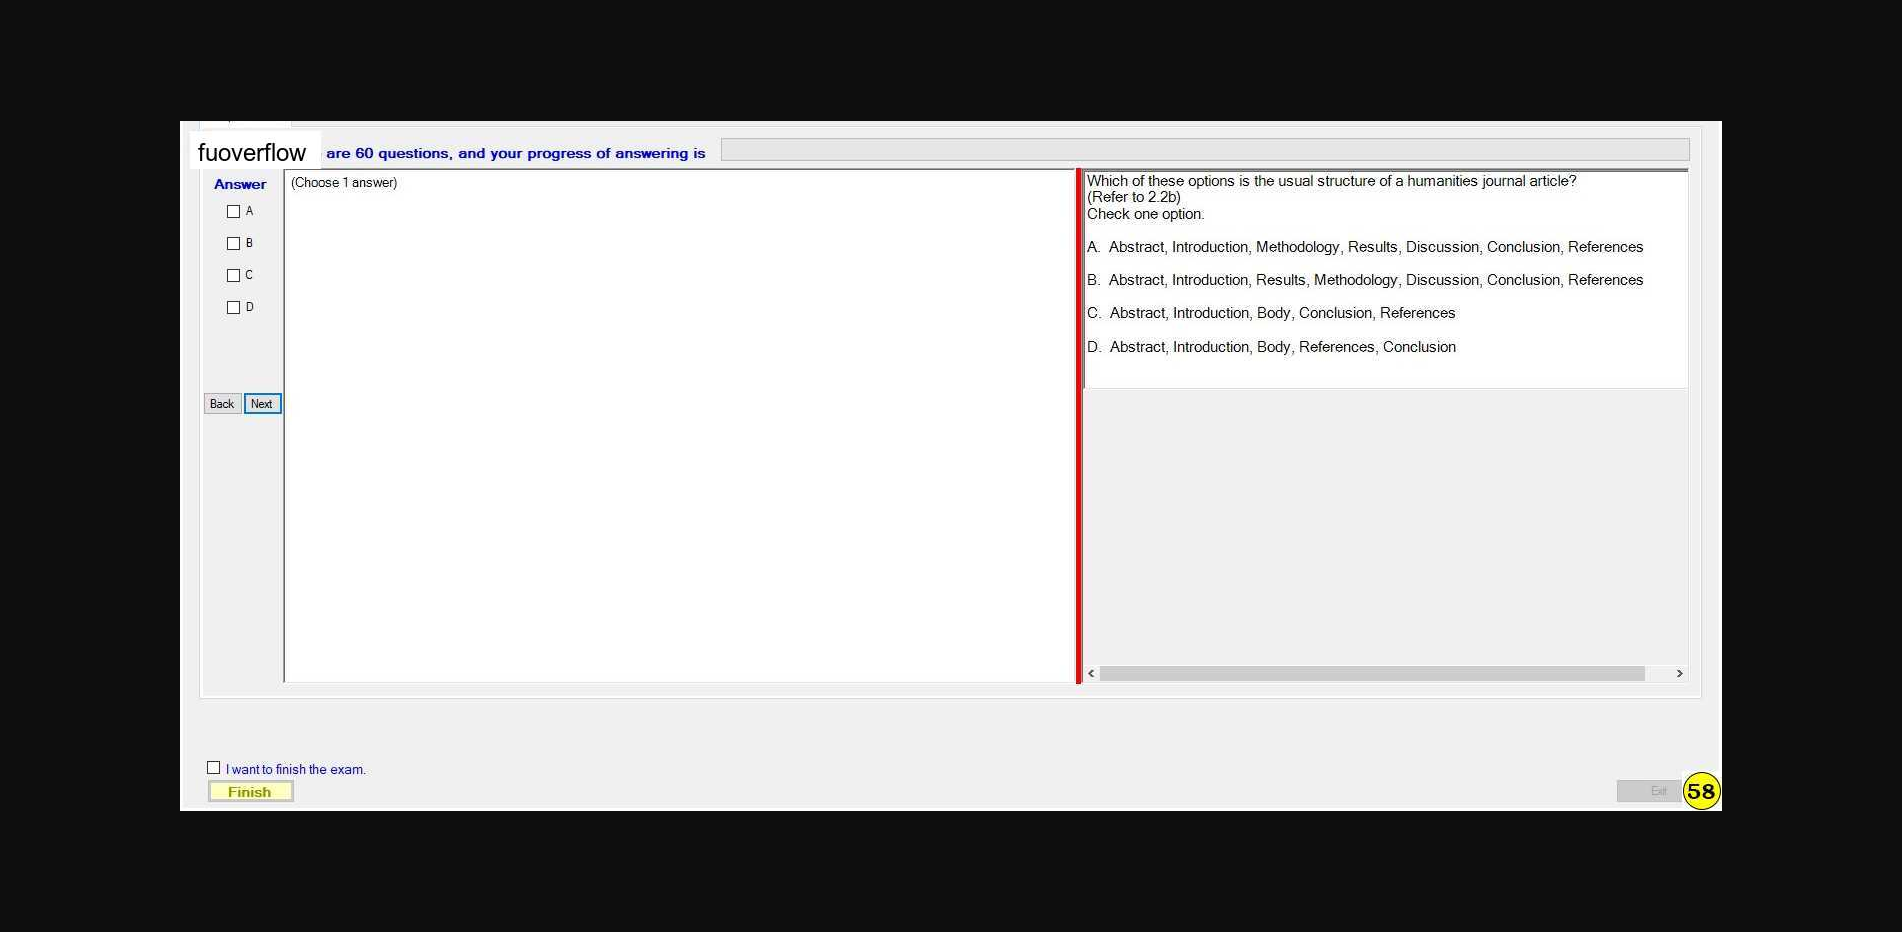 fuoverflow are 60 questions, and your progress of answering is
Answer
A
B
C
D
Back Next
(Choose 1 answer)
Which of these options is the usual structure of a humanities journal article?
(Refer to 2.2b)
Check one option.
A. Abstract, Introduction, Methodology, Results, Discussion, Conclusion, References
B. Abstract, Introduction, Results, Methodology, Discussion, Conclusion, References
C. Abstract, Introduction, Body, Conclusion, References
D. Abstract, Introduction, Body, References, Conclusion
I want to finish the exam.
Finish
Exit
58